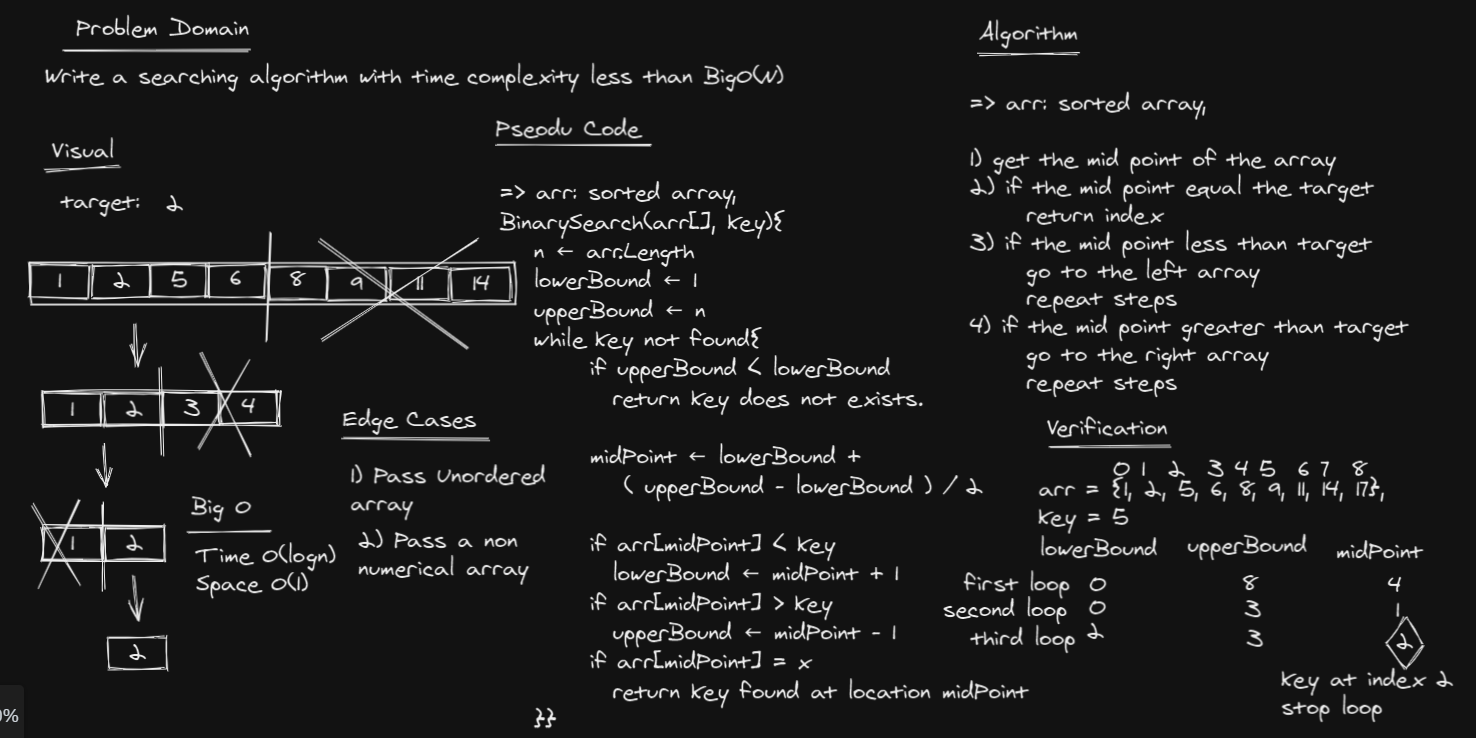 Problem Domain
Write a searching algorithm with time complexity less than BigO(N)
Visual
target: 2
1 2 5 6 8 9 11 14
1 2 3 4
1 2
2
Big O
Time O(logn)
Space O(1)
Edge Cases
1) Pass Unordered
array
2) Pass a non
numerical array
Pseodu Code
=> arr: sorted array,
BinarySearch(arr[], key){
n ← arr.Length
lowerBound ← 1
upperBound ← n
while key not found{
if upperBound < lowerBound
return key does not exists.
midPoint ← lowerBound +
( upperBound - lowerBound ) / 2
if arr[midPoint] < key
lowerBound ← midPoint + 1
if arr[midPoint] > key
upperBound ← midPoint - 1
if arr[midPoint] = x
return key found at location midPoint
}}
Algorithm
=> arr: sorted array,
1) get the mid point of the array
2) if the mid point equal the target
return index
3) if the mid point less than target
go to the left array
repeat steps
4) if the mid point greater than target
go to the right array
repeat steps
Verification
0 1 2 3 4 5 6 7 8
arr = {1, 2, 5, 6, 8, 9, 11, 14, 17},
key = 5
lowerBound upperBound midPoint
first loop 0 8 4
second loop 0 3 1
third loop 2 3 2
key at index 2
stop loop